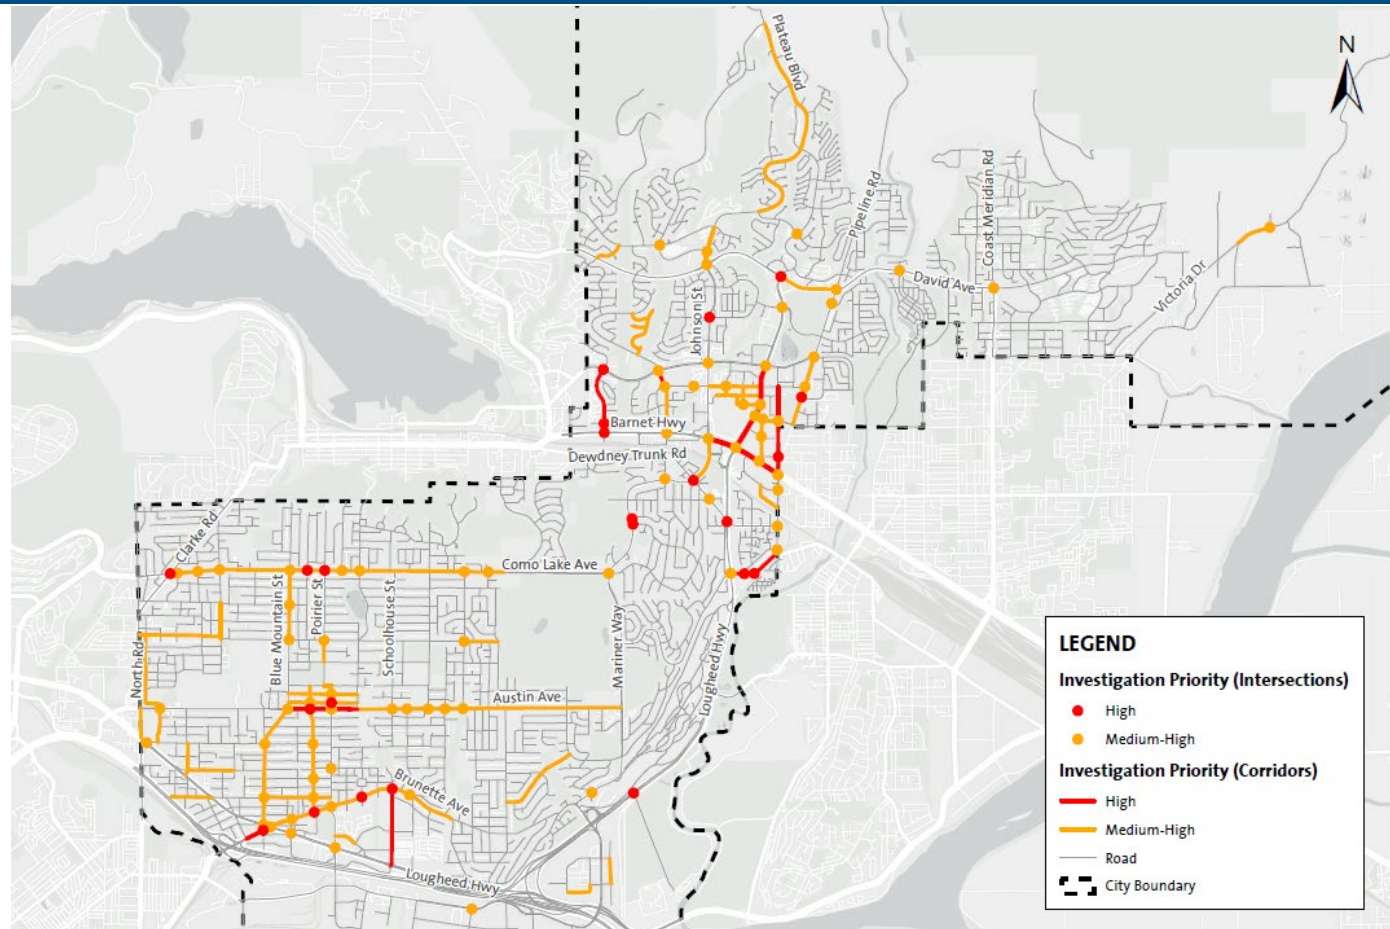 Plateau Blvd
N
Pipeline Rd
Coast Meridian Rd
David Ave
Victoria Dr
Johnson St
Barnet Hwy
Dewdney Trunk Rd
Clarke Rd
Como Lake Ave
Blue Mountain St
Poirier St
Schoolhouse St
Mariner Way
North Rd
Lougheed Hwy
Austin Ave
Brunette Ave
Lougheed Hwy
LEGEND
Investigation Priority (Intersections)
High
Medium-High
Investigation Priority (Corridors)
High
Medium-High
Road
City Boundary